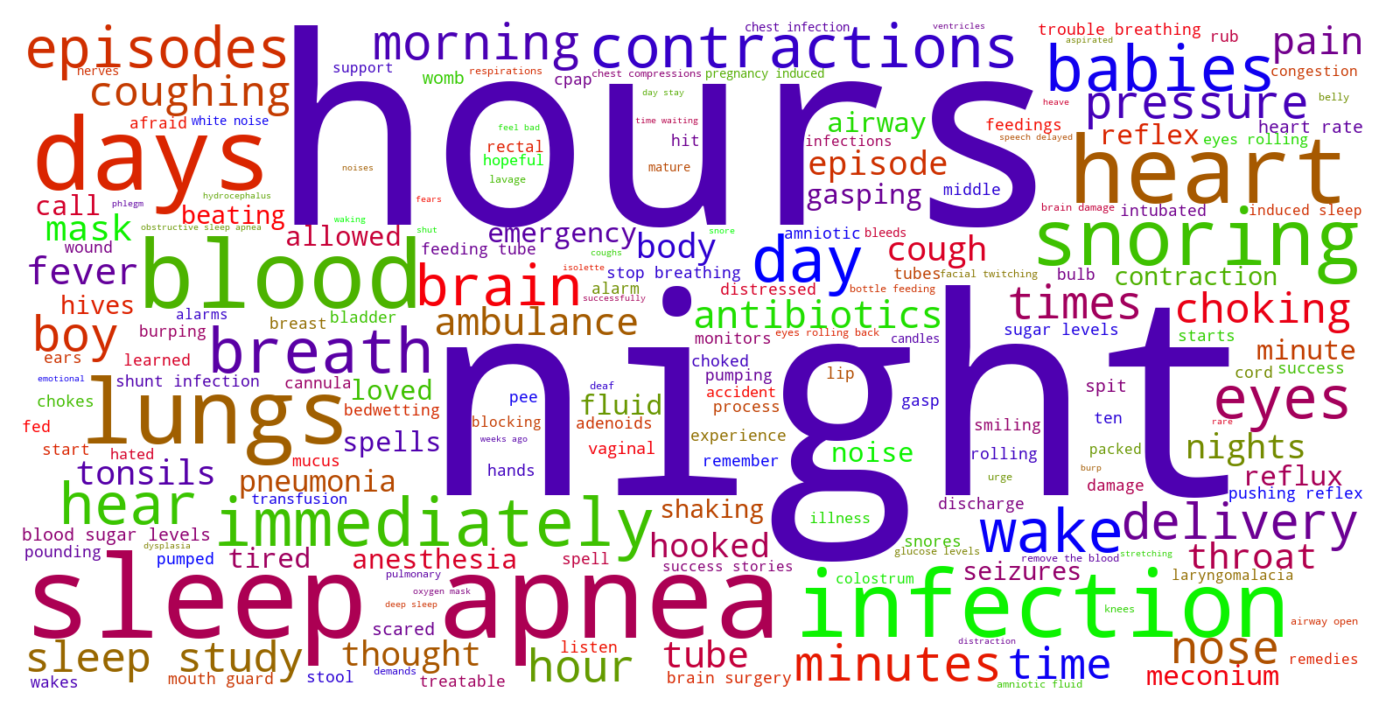 chest infection
ventricles
trouble breathing
aspirated
rub
episodes
morning
contractions
babies
pain
nerves
support
womb
respirations
cpap
chest compressions
pregnancy induced
congestion
coughing
hours
day stay
heave
pressure
belly
afraid
white noise
feel bad
time waiting
airway
feedings
reflex
heart rate
days
rectal
hopeful
hit
infections
speech delayed
eyes rolling
noises
lavage
mature
episode
heart
hydrocephalus
fears
gasping
middle
brain damage
intubated
induced sleep
call
phlegm
beating
waking
mask
obstructive sleep apnea
allowed
shut
emergency
snore
amniotic
bleeds
snoring
wound
feeding tube
coughs
body
day
cough
fever
blood
brain
isolette
stop breathing
tubes
facial twitching
bulb
contraction
hives
alarm
successfully
distressed
bottle feeding
times
choking
alarms
breast
bladder
ambulance
antibiotics
boy
burping
monitors
eyes rolling back
candles
sugar levels
starts
ears
learned
breath
night
choked
minute
emotional
shunt infection
cannula
loved
deaf
pumping
lip
cord
success
chokes
lungs
bedwetting
pee
fluid
accident
process
gasp
spit
eyes
fed
hated
blocking
adenoids
smiling
ten
rare
start
spells
weeks ago
vaginal
experience
noise
rolling
packed
nights
tonsils
mucus
pneumonia
hands
remember
urge
burp
damage
reflux
hear
transfusion
immediately
shaking
illness
discharge
pushing reflex
blood sugar levels
wake
delivery
pounding
dysplasia
pumped
tired
anesthesia
spell
hooked
success stories
snores
glucose levels
remove the blood
stretching
throat
sleep apnea
pulmonary
oxygen mask
deep sleep
colostrum
seizures
laryngomalacia
infection
knees
airway open
scared
sleep study
thought
listen
distraction
nose
remedies
wakes
mouth guard
stool
demands
treatable
hour
tube
brain surgery
minutes
time
amniotic fluid
meconium